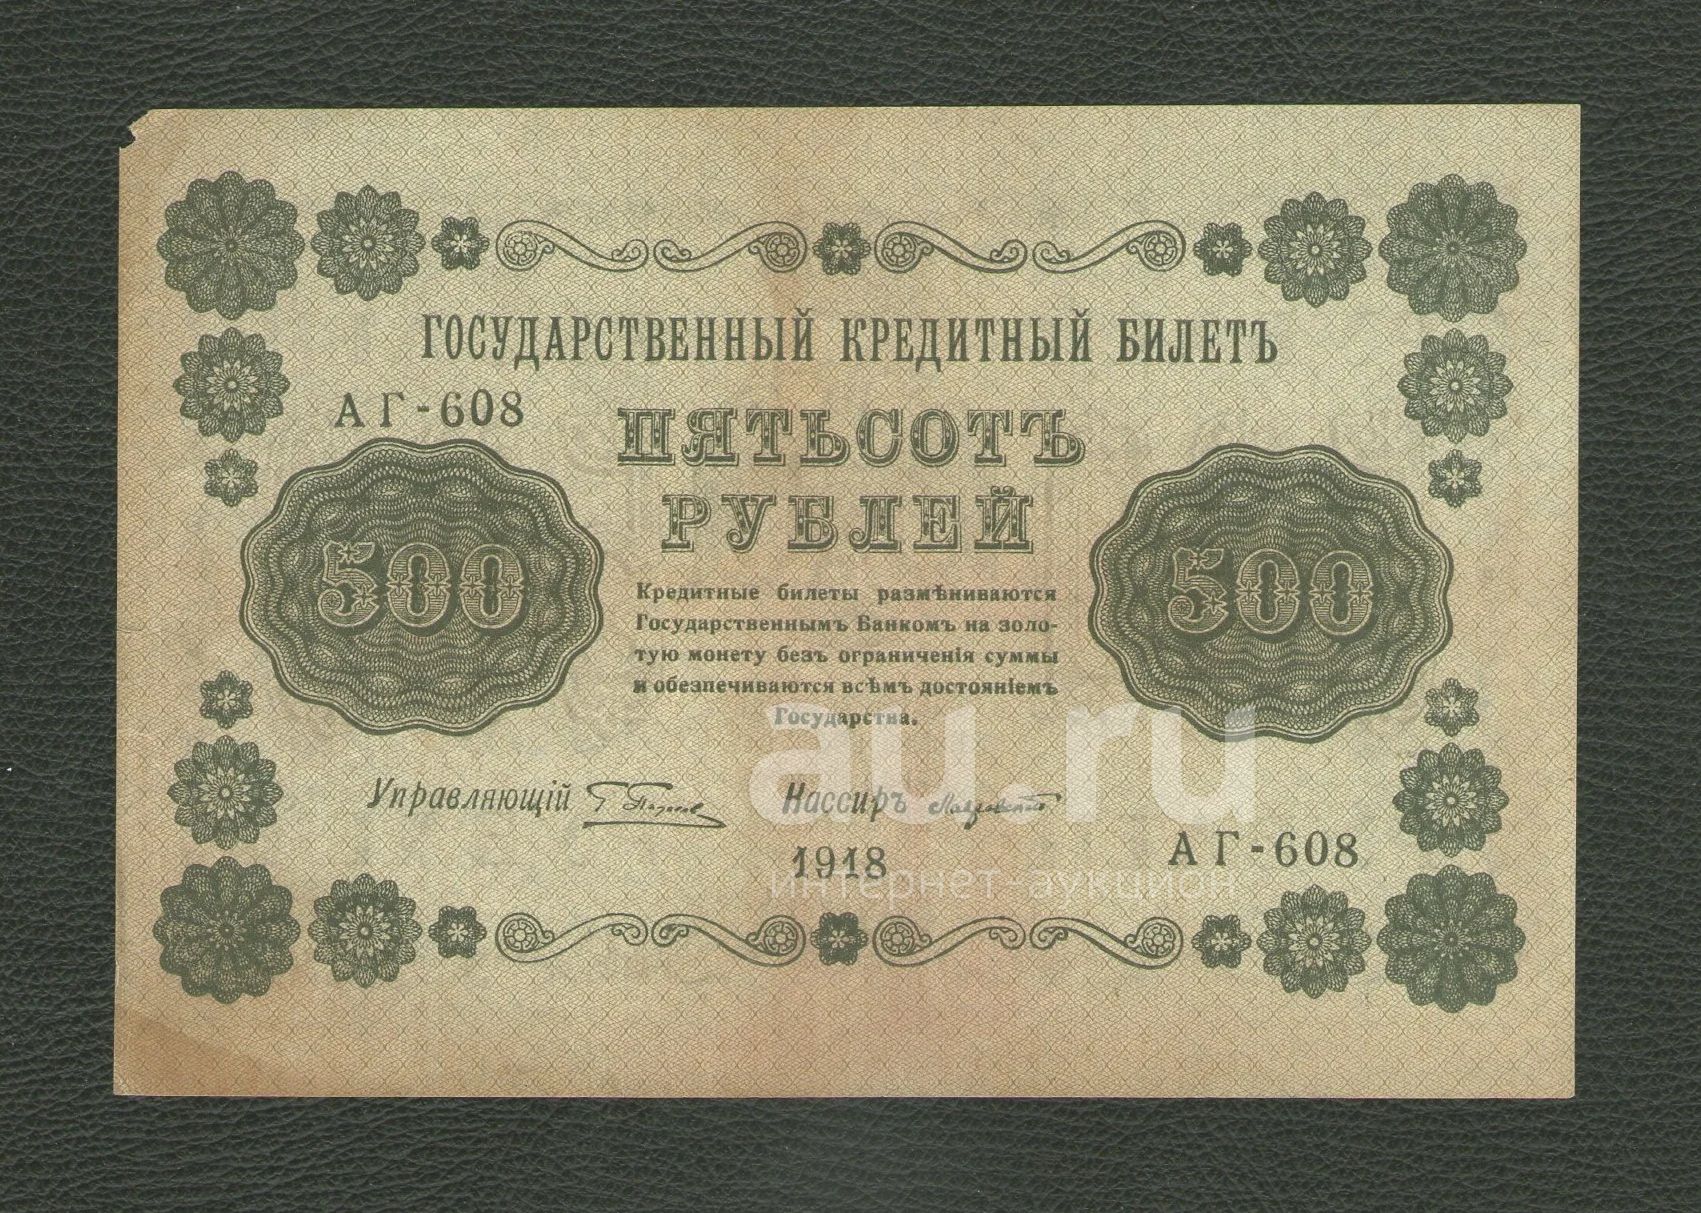 ГОСУДАРСТВЕННЫЙ КРЕДИТНЫЙ БИЛЕТЪ
АГ-608
ПЯТЬСОТЪ
РУБЛЕЙ
500
500
Кредитные билеты размѣниваются
Государственнымъ Банкомъ на золо-
тую монету безъ ограниченія суммы
и обезпечиваются всѣмъ достояніемъ
Государства.
au.ru
Управляющій
Кассиръ
1918
АГ-608
интернет-аукцион